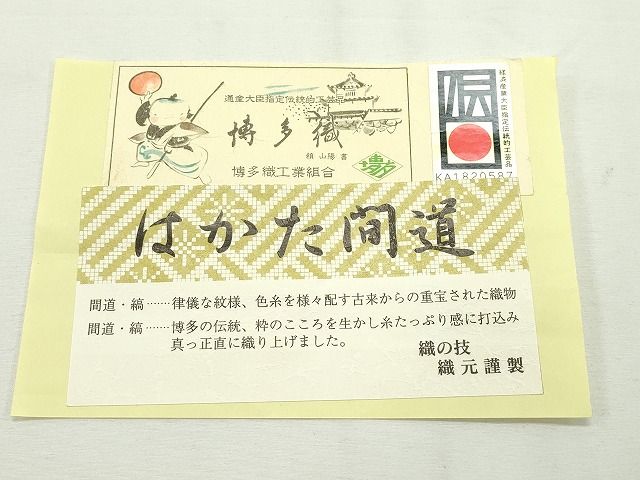 通産大臣指定伝統的工芸品
博多織
頼山陽書
博多織工業組合
博多
経済産業大臣指定伝統的工芸品
伝
KA1820587
はかた間道
間道・縞……律儀な紋様、色糸を様々配す古来からの重宝された織物
間道・縞……博多の伝統、粋のこころを生かし糸たっぷり感に打込み
真っ正直に織り上げました。
織の技
織元謹製